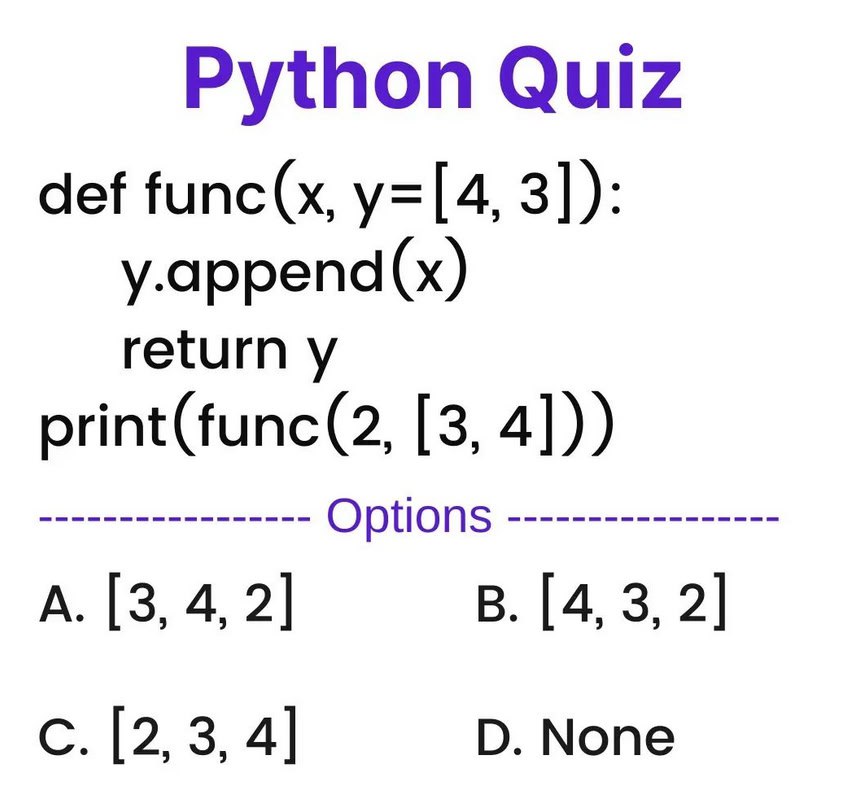 Python Quiz
def func(x, y=[4, 3]):
    y.append(x)
    return y
print(func(2, [3, 4]))
----------------- Options -----------------
A. [3, 4, 2]
B. [4, 3, 2]
C. [2, 3, 4]
D. None